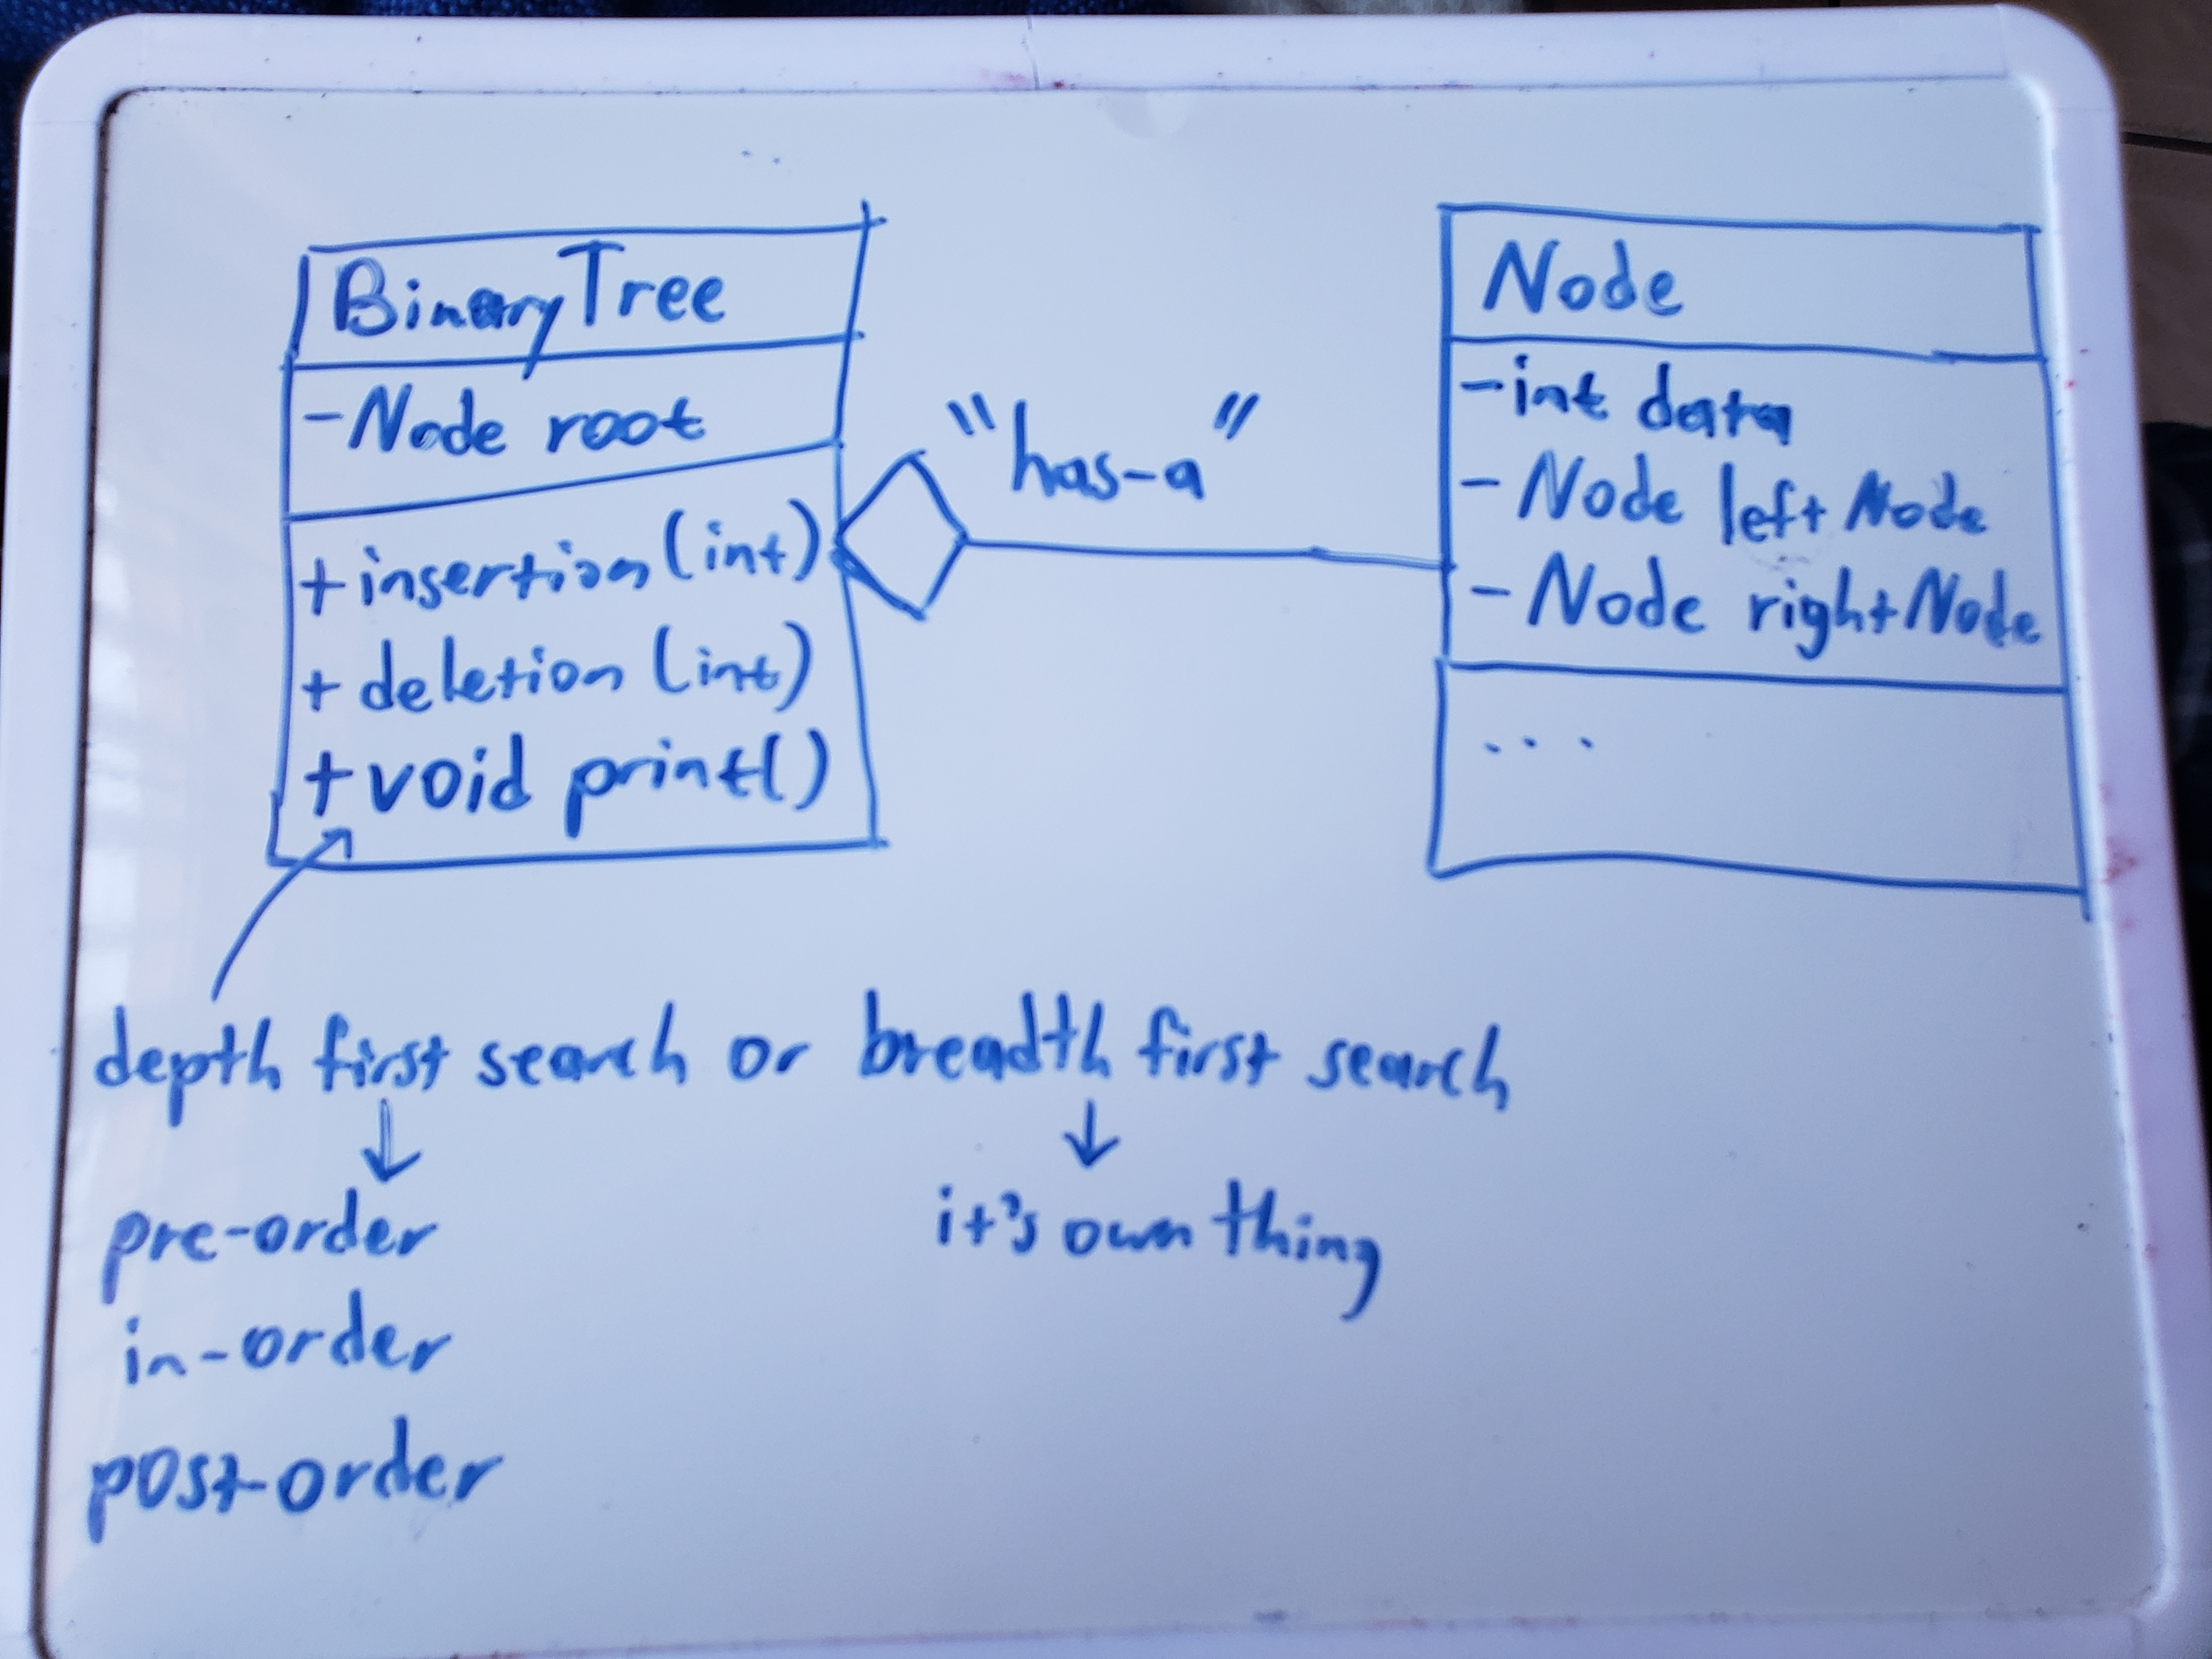 BinaryTree
-Node root
+insertion(int)
+deletion(int)
+void print()
"has-a"
Node
-int data
-Node leftNode
-Node rightNode
...
depth first search or breadth first search
pre-order
in-order
post-order
it's own thing